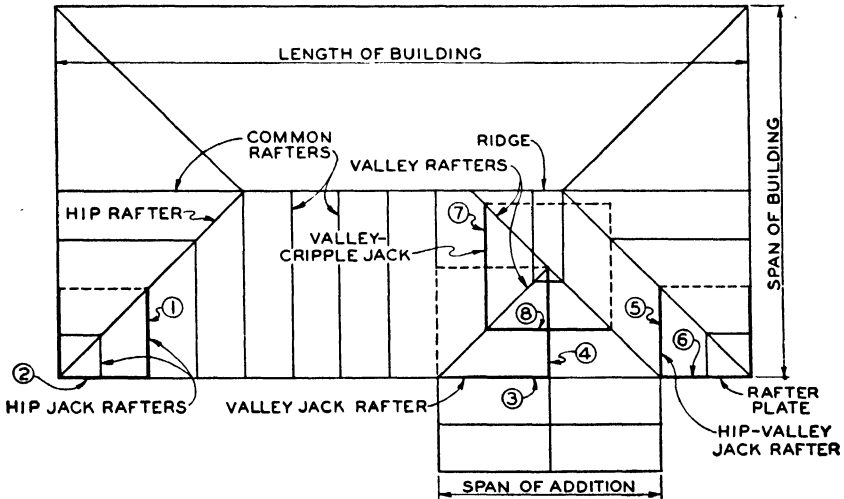 LENGTH OF BUILDING
SPAN OF BUILDING
COMMON
RAFTERS
RIDGE
VALLEY RAFTERS
HIP RAFTER
7
VALLEY-
CRIPPLE JACK
1
5
8
6
4
2
3
HIP JACK RAFTERS
VALLEY JACK RAFTER
RAFTER
PLATE
HIP-VALLEY
JACK RAFTER
SPAN OF ADDITION